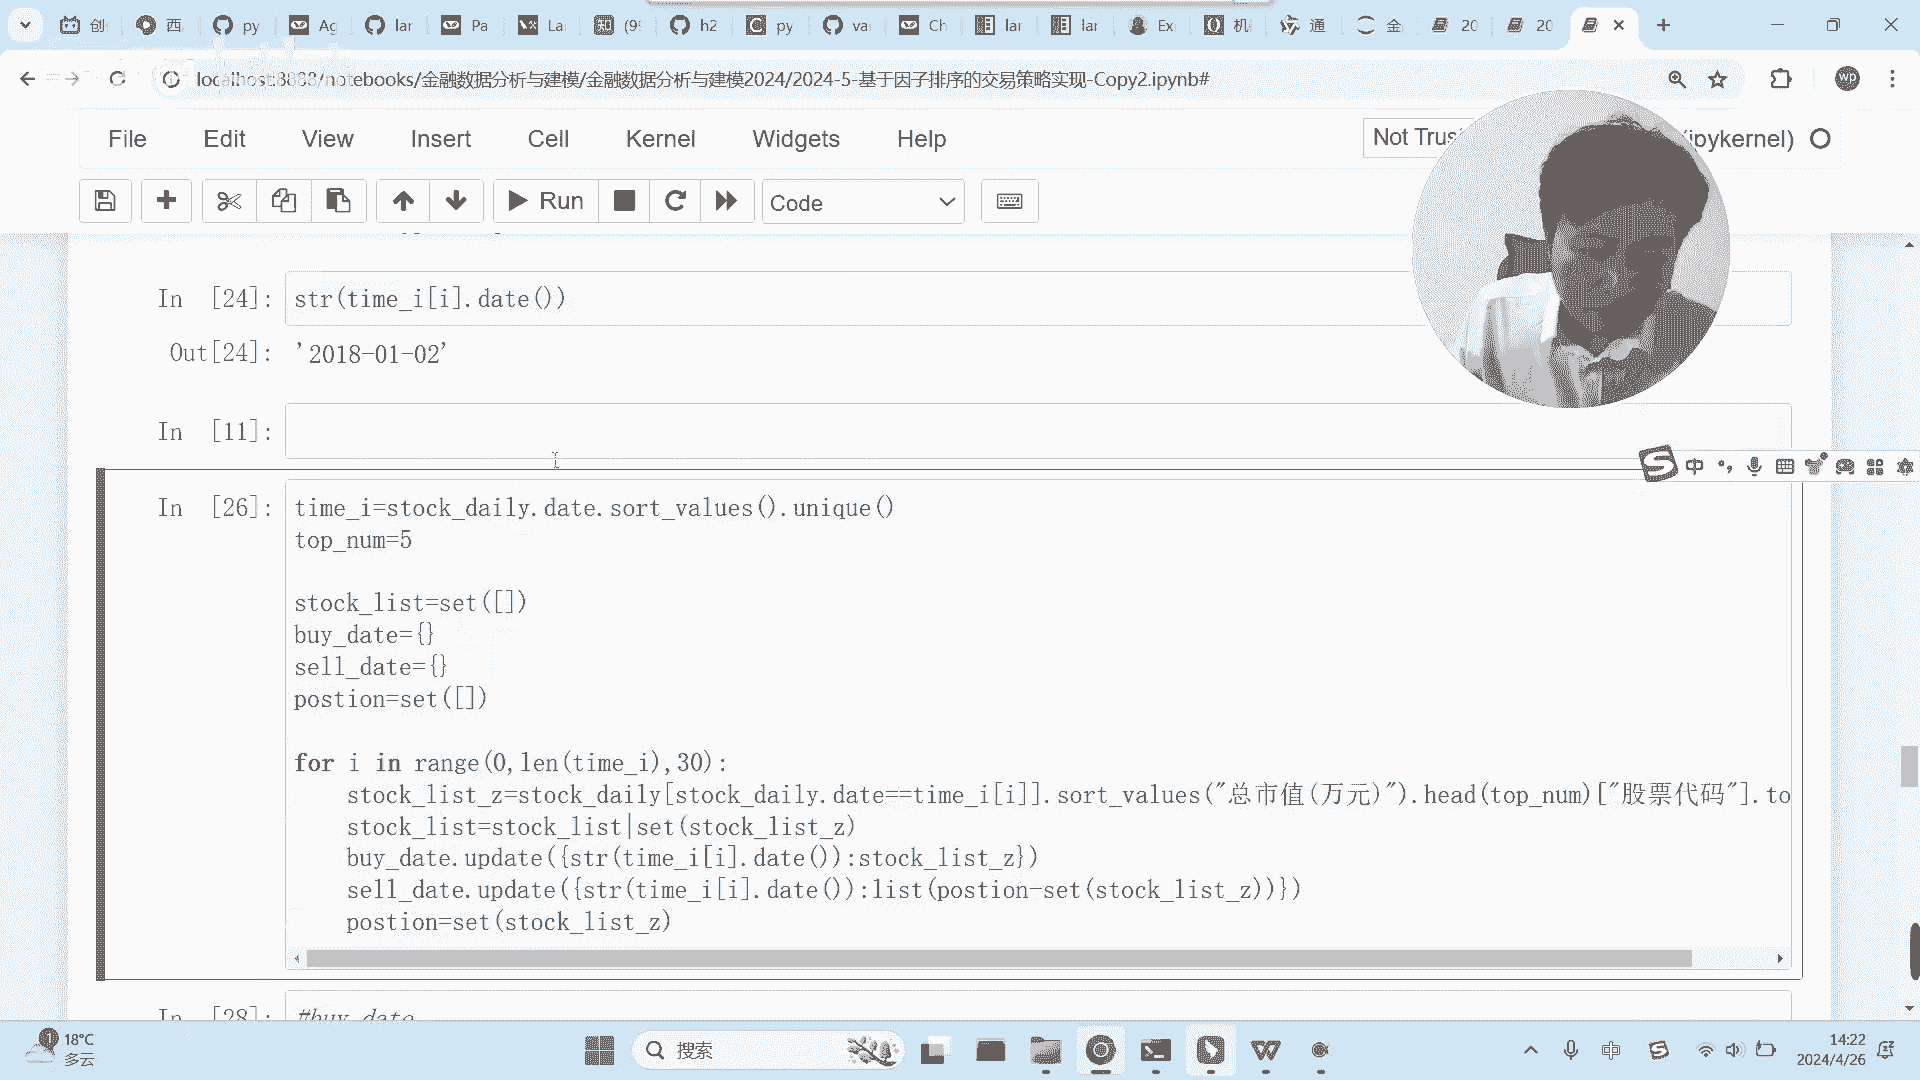 创 西 py Ag lar Pa La (9 h2 py va Ch lar lar Ex 机 通 金 20 20
localhost:8888/notebooks/金融数据分析与建模/金融数据分析与建模2024/2024-5-基于因子排序的交易策略实现-Copy2.ipynb#
wp
File Edit View Insert Cell Kernel Widgets Help Not Trus (ipykernel)
Run Code
In [24]: str(time_i[i].date())
Out[24]: '2018-01-02'
In [11]:
In [26]: time_i=stock_daily.date.sort_values().unique()
top_num=5
stock_list=set([])
buy_date={}
sell_date={}
postion=set([])
for i in range(0,len(time_i),30):
stock_list_z=stock_daily[stock_daily.date==time_i[i]].sort_values("总市值(万元)").head(top_num)["股票代码"].to
stock_list=stock_list|set(stock_list_z)
buy_date.update({str(time_i[i].date()):stock_list_z})
sell_date.update({str(time_i[i].date()):list(postion-set(stock_list_z))})
postion=set(stock_list_z)
In [28]: #buy_date
中
18°C
多云
搜索
中
14:22
2024/4/26